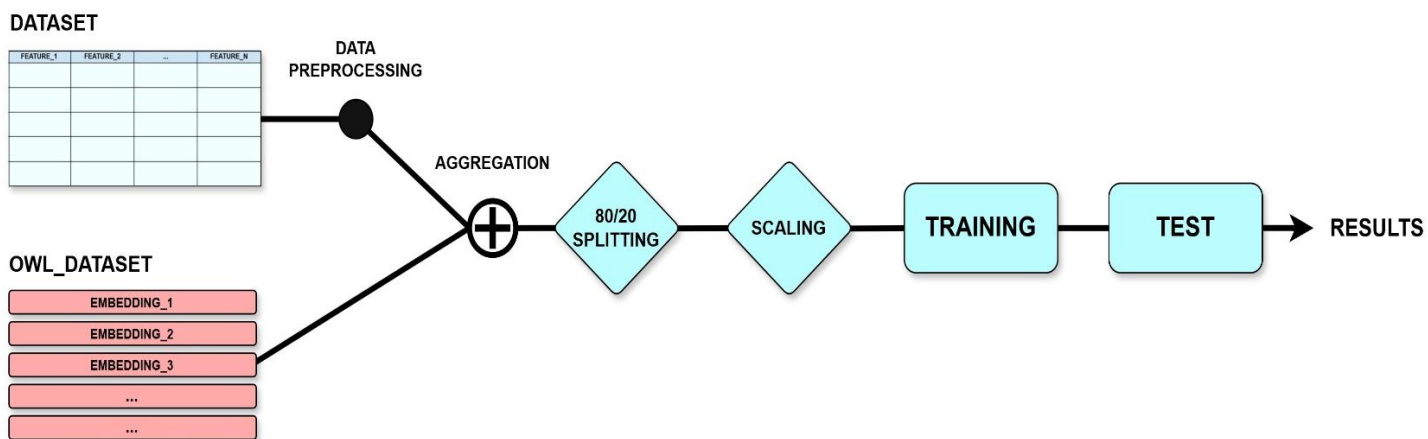 DATASET
FEATURE_1 FEATURE_2 ... FEATURE_N
DATA
PREPROCESSING
AGGREGATION
80/20
SPLITTING
SCALING
TRAINING
TEST
RESULTS
OWL_DATASET
EMBEDDING_1
EMBEDDING_2
EMBEDDING_3
...
...